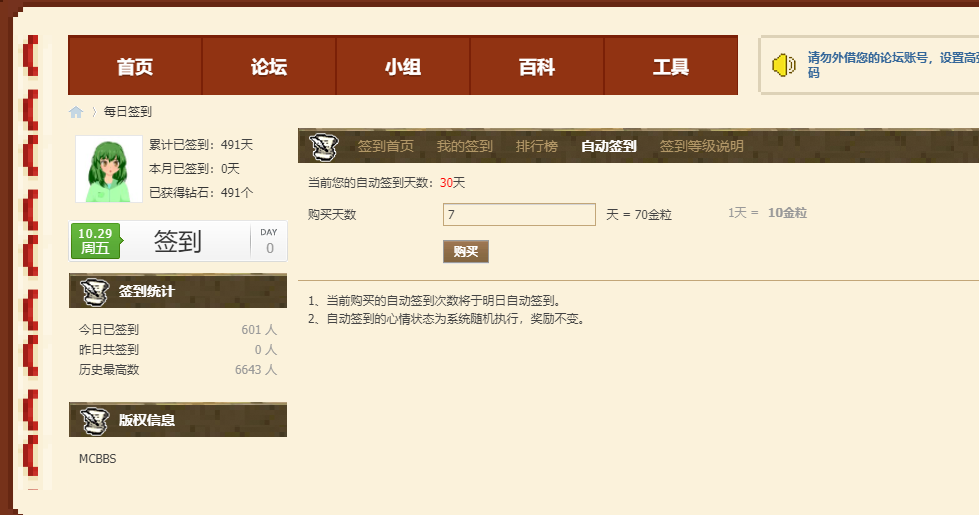 首页 论坛 小组 百科 工具
请勿外借您的论坛账号，设置高强
码
每日签到
累计已签到：491天
本月已签到：0天
已获得钻石：491个
10.29
周五
签到
DAY
0
签到统计
今日已签到 601 人
昨日共签到 0 人
历史最高数 6643 人
版权信息
MCBBS
签到首页 我的签到 排行榜 自动签到 签到等级说明
当前您的自动签到天数：30天
购买天数 7 天 = 70金粒 1天 = 10金粒
购买
1、当前购买的自动签到次数将于明日自动签到。
2、自动签到的心情状态为系统随机执行，奖励不变。